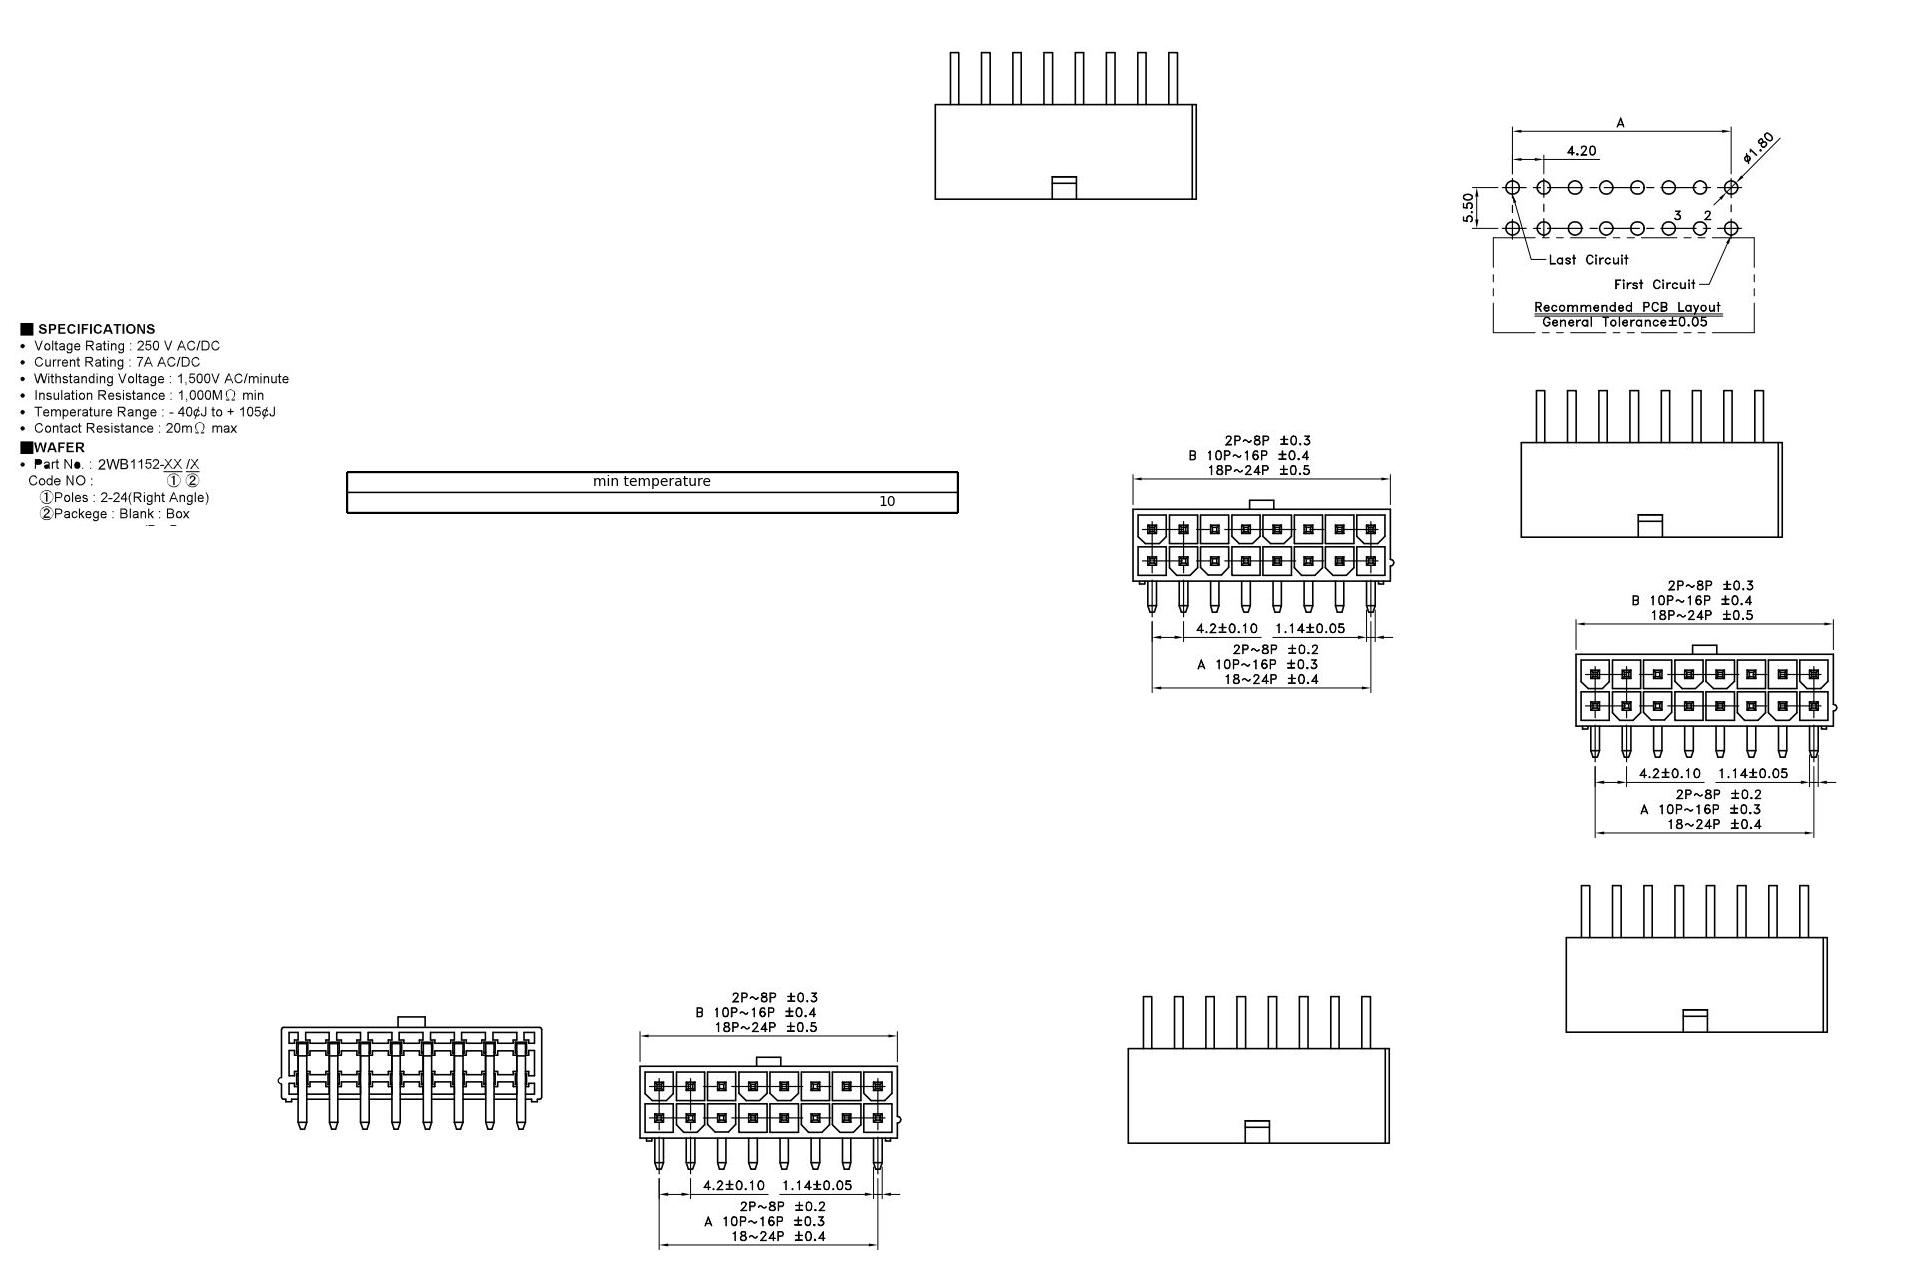 A
4.20
ø1.80
5.50
3 2
Last Circuit
First Circuit
Recommended PCB Layout
General Tolerance±0.05
■ SPECIFICATIONS
• Voltage Rating : 250 V AC/DC
• Current Rating : 7A AC/DC
• Withstanding Voltage : 1,500V AC/minute
• Insulation Resistance : 1,000MΩ min
• Temperature Range : - 40¢J to + 105¢J
• Contact Resistance : 20mΩ max
■WAFER
• Part No. : 2WB1152-XX /X
Code NO : ① ②
①Poles : 2-24(Right Angle)
②Packege : Blank : Box
min temperature
10
2P~8P ±0.3
B 10P~16P ±0.4
18P~24P ±0.5
4.2±0.10 1.14±0.05
2P~8P ±0.2
A 10P~16P ±0.3
18~24P ±0.4
2P~8P ±0.3
B 10P~16P ±0.4
18P~24P ±0.5
4.2±0.10 1.14±0.05
2P~8P ±0.2
A 10P~16P ±0.3
18~24P ±0.4
2P~8P ±0.3
B 10P~16P ±0.4
18P~24P ±0.5
4.2±0.10 1.14±0.05
2P~8P ±0.2
A 10P~16P ±0.3
18~24P ±0.4